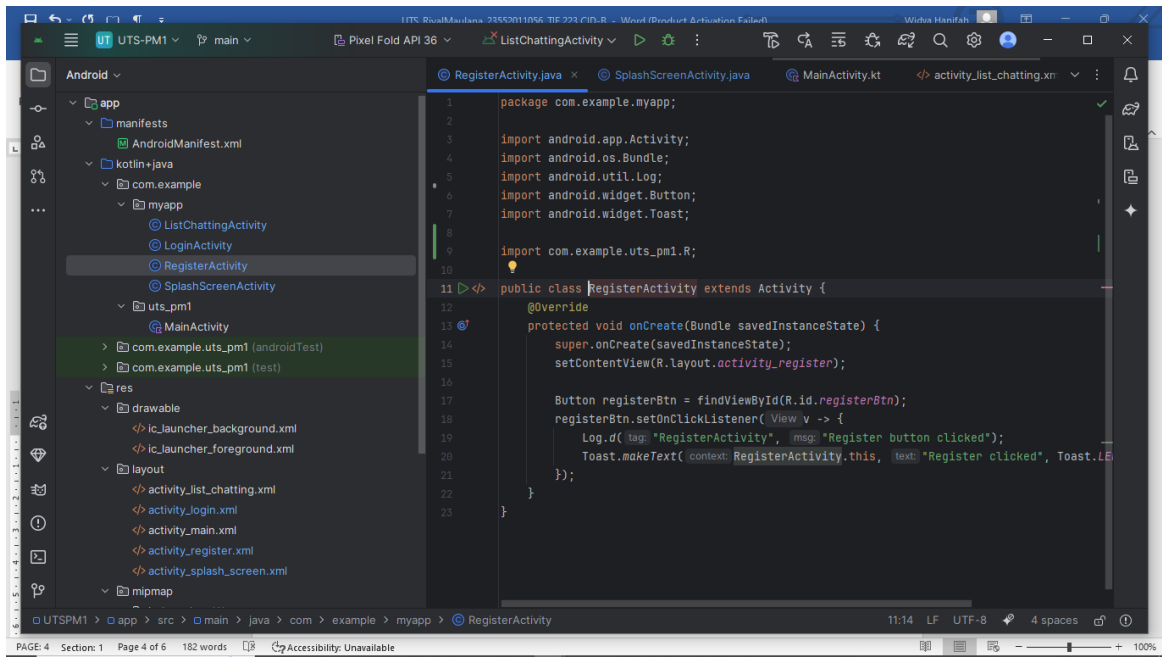 UTS_RivalMaulana_23552011056_TIF 223 CID-B - Word (Product Activation Failed)
Widya Hanifah
UT UTS-PM1 main Pixel Fold API 36 ListChattingActivity
Android
RegisterActivity.java SplashScreenActivity.java MainActivity.kt activity_list_chatting.xm
app
manifests
AndroidManifest.xml
kotlin+java
com.example
myapp
ListChattingActivity
LoginActivity
RegisterActivity
SplashScreenActivity
uts_pm1
MainActivity
com.example.uts_pm1 (androidTest)
com.example.uts_pm1 (test)
res
drawable
ic_launcher_background.xml
ic_launcher_foreground.xml
layout
activity_list_chatting.xml
activity_login.xml
activity_main.xml
activity_register.xml
activity_splash_screen.xml
mipmap
1 package com.example.myapp;
2
3 import android.app.Activity;
4 import android.os.Bundle;
5 import android.util.Log;
6 import android.widget.Button;
7 import android.widget.Toast;
8
9 import com.example.uts_pm1.R;
10
11 public class RegisterActivity extends Activity {
12 @Override
13 protected void onCreate(Bundle savedInstanceState) {
14 super.onCreate(savedInstanceState);
15 setContentView(R.layout.activity_register);
16
17 Button registerBtn = findViewById(R.id.registerBtn);
18 registerBtn.setOnClickListener( View v -> {
19 Log.d( tag: "RegisterActivity", msg: "Register button clicked");
20 Toast.makeText( context: RegisterActivity.this, text: "Register clicked", Toast.LE
21 });
22 }
23 }
UTSPM1 > app > src > main > java > com > example > myapp > RegisterActivity 11:14 LF UTF-8 4 spaces
PAGE: 4 Section: 1 Page 4 of 6 182 words Accessibility: Unavailable 100%